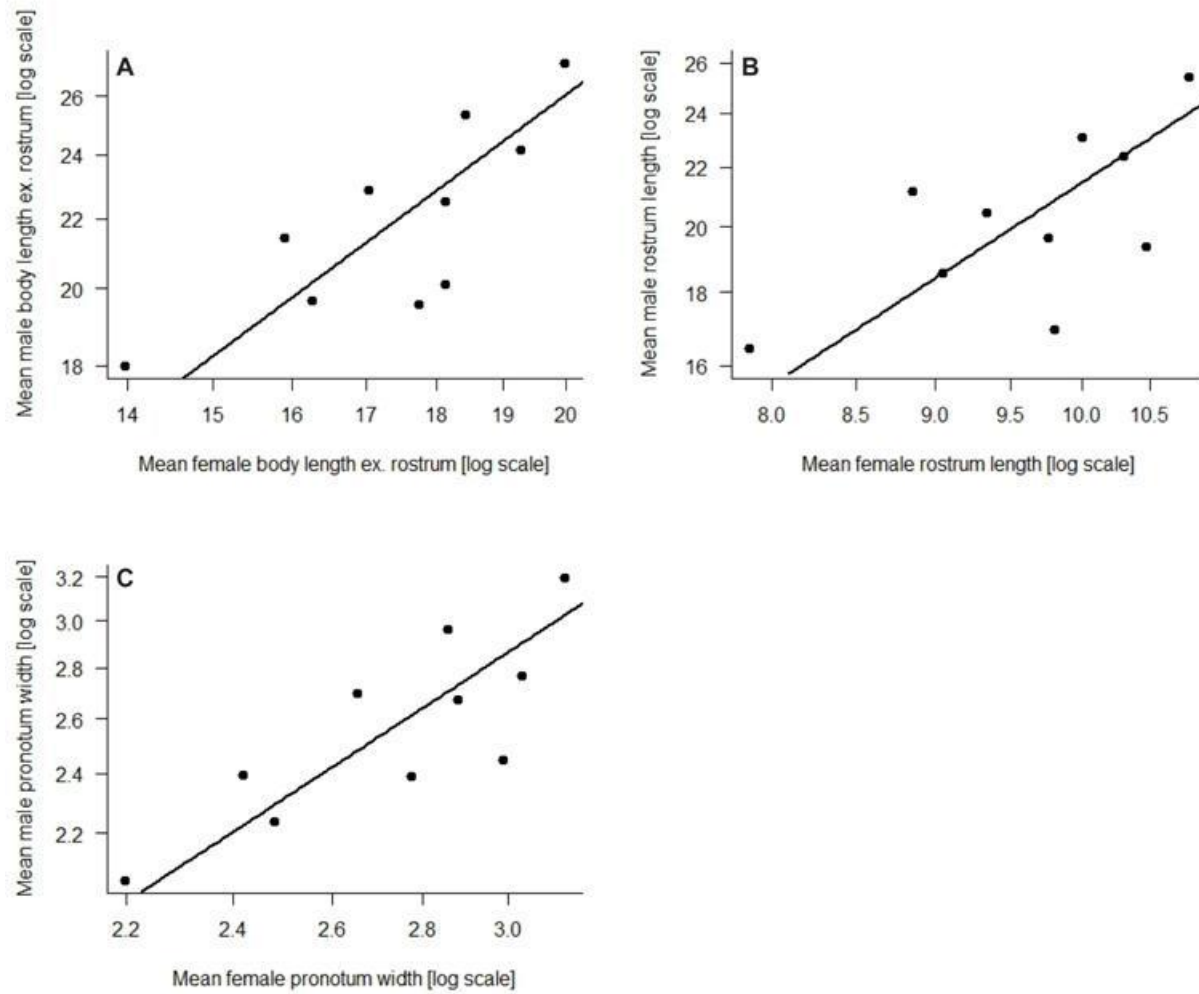 A
Mean male body length ex. rostrum [log scale]
26
24
22
20
18
14 15 16 17 18 19 20
Mean female body length ex. rostrum [log scale]
B
Mean male rostrum length [log scale]
26
24
22
20
18
16
8.0 8.5 9.0 9.5 10.0 10.5
Mean female rostrum length [log scale]
C
Mean male pronotum width [log scale]
3.2
3.0
2.8
2.6
2.4
2.2
2.2 2.4 2.6 2.8 3.0
Mean female pronotum width [log scale]